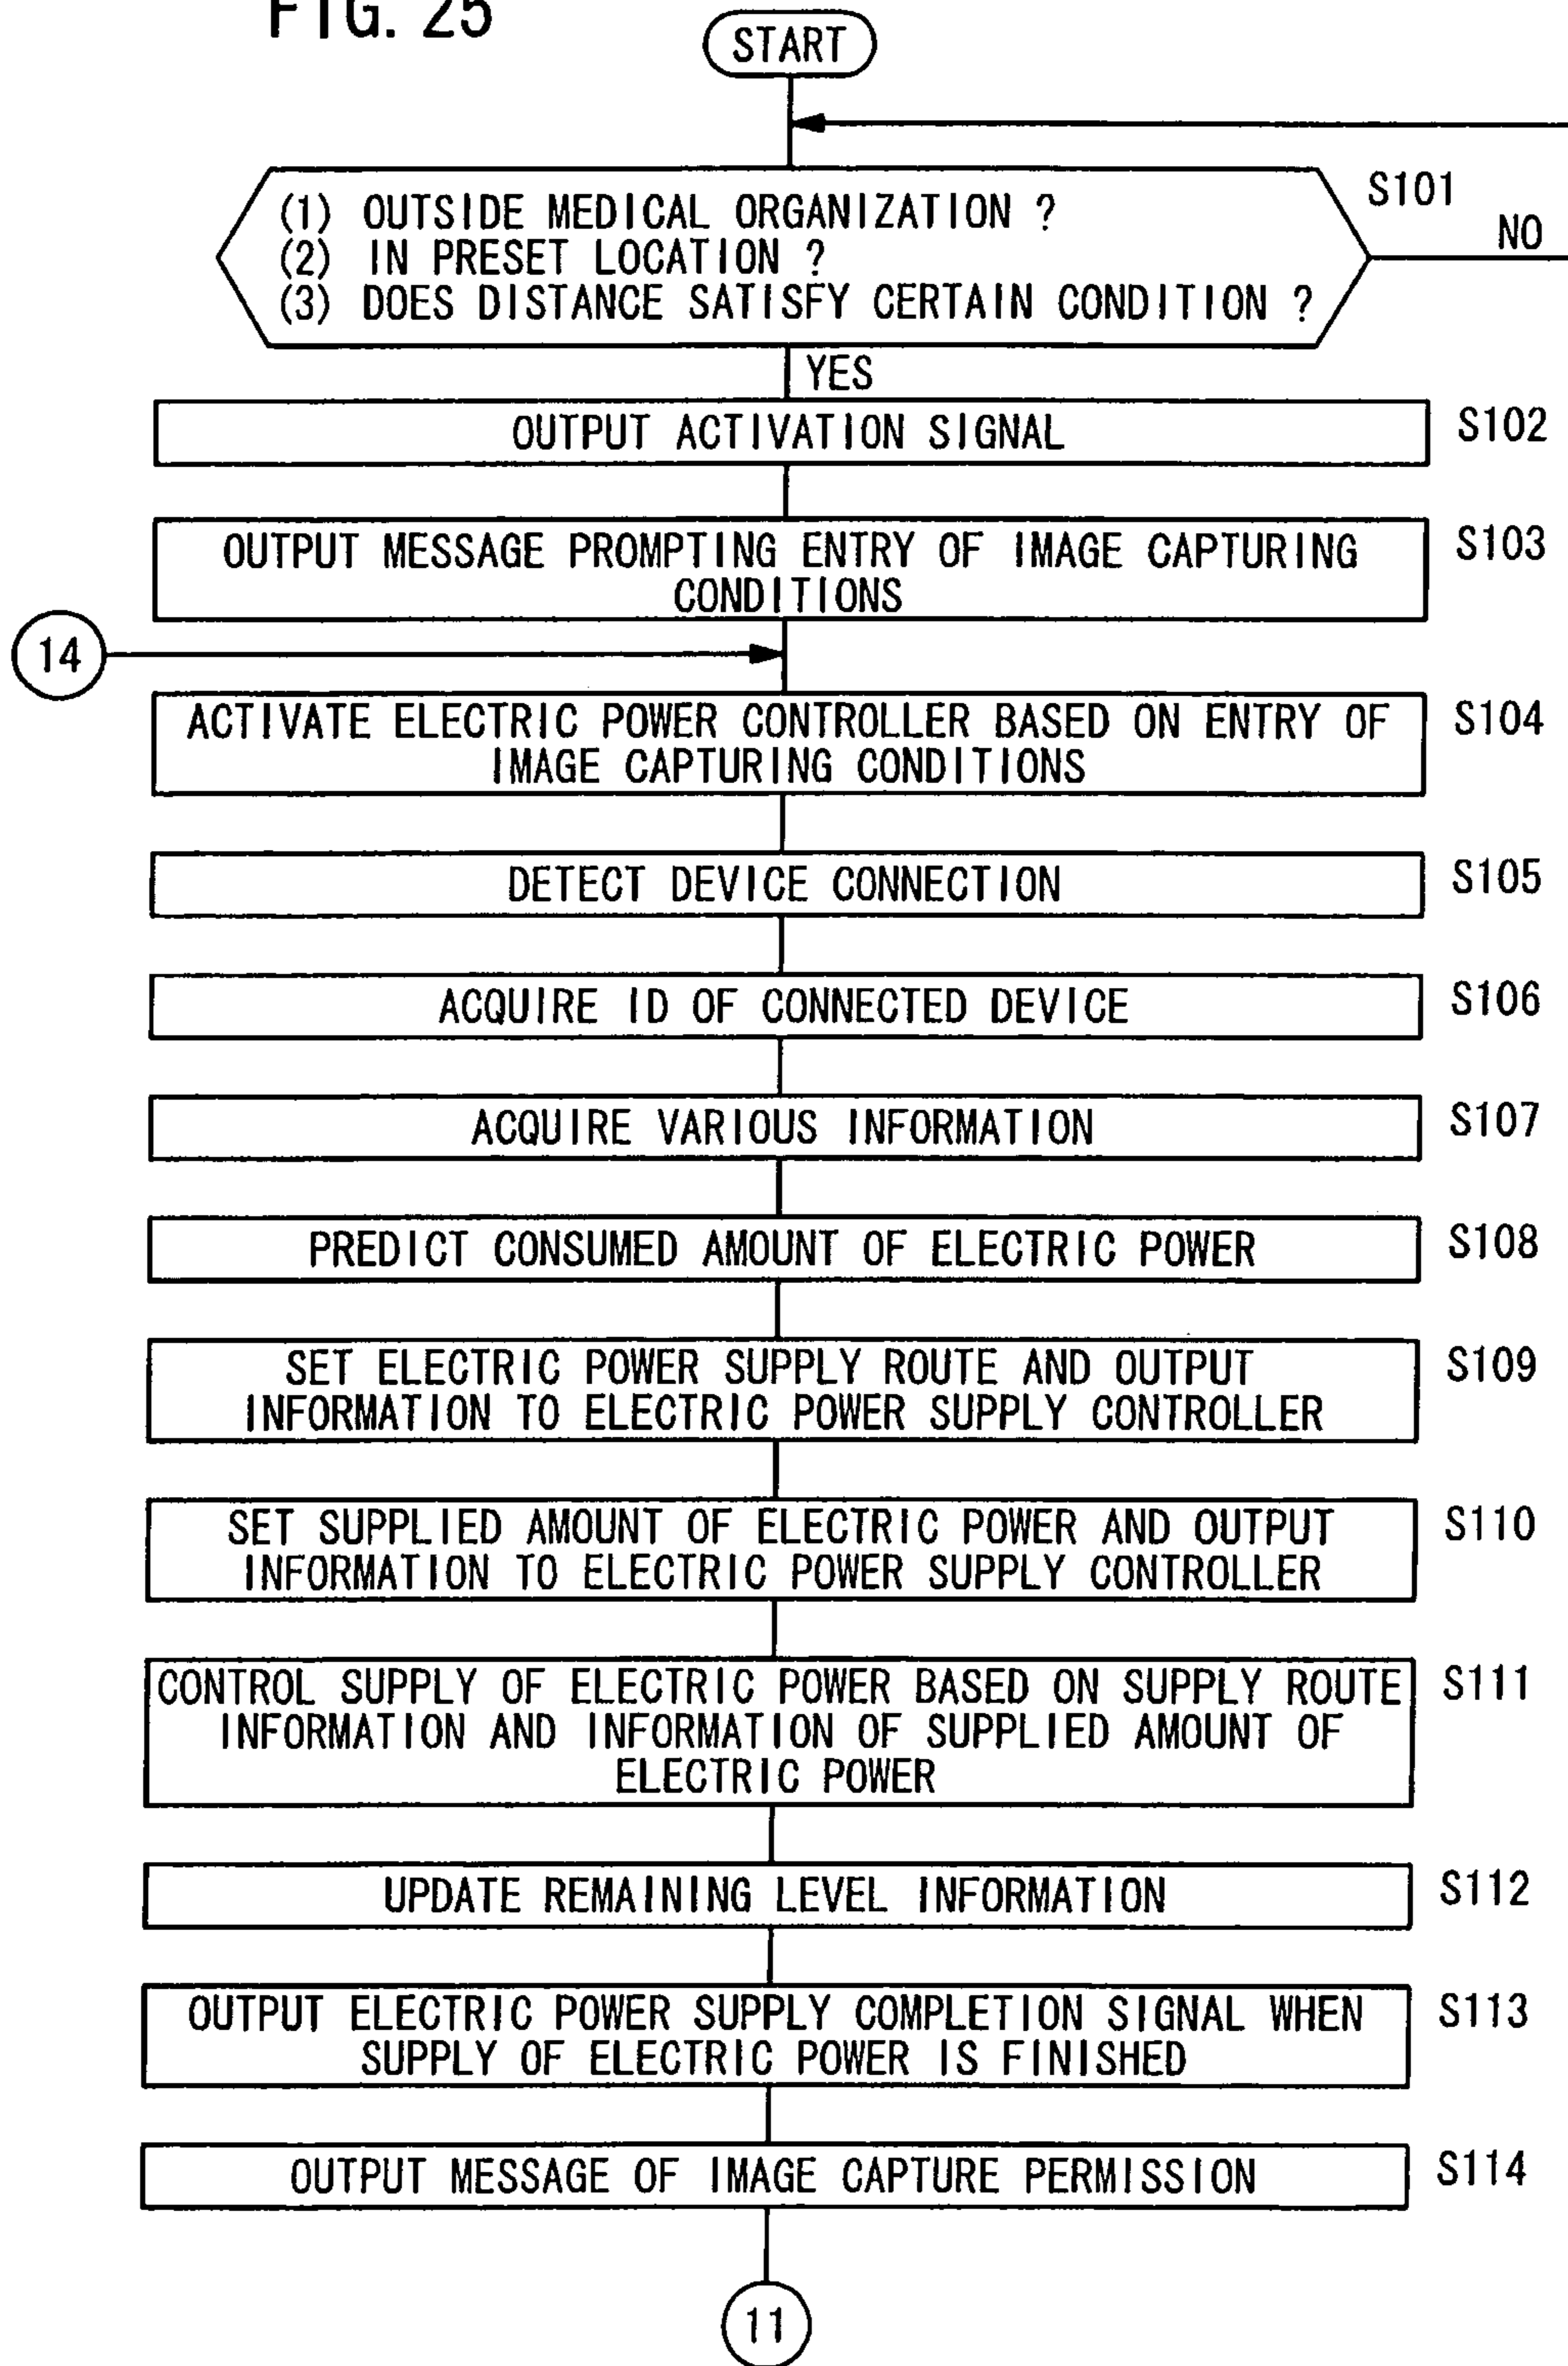 FIG. 25
START
(1) OUTSIDE MEDICAL ORGANIZATION ?
(2) IN PRESET LOCATION ?
(3) DOES DISTANCE SATISFY CERTAIN CONDITION ?
S101
NO
YES
OUTPUT ACTIVATION SIGNAL
S102
OUTPUT MESSAGE PROMPTING ENTRY OF IMAGE CAPTURING
CONDITIONS
S103
14
ACTIVATE ELECTRIC POWER CONTROLLER BASED ON ENTRY OF
IMAGE CAPTURING CONDITIONS
S104
DETECT DEVICE CONNECTION
S105
ACQUIRE ID OF CONNECTED DEVICE
S106
ACQUIRE VARIOUS INFORMATION
S107
PREDICT CONSUMED AMOUNT OF ELECTRIC POWER
S108
SET ELECTRIC POWER SUPPLY ROUTE AND OUTPUT
INFORMATION TO ELECTRIC POWER SUPPLY CONTROLLER
S109
SET SUPPLIED AMOUNT OF ELECTRIC POWER AND OUTPUT
INFORMATION TO ELECTRIC POWER SUPPLY CONTROLLER
S110
CONTROL SUPPLY OF ELECTRIC POWER BASED ON SUPPLY ROUTE
INFORMATION AND INFORMATION OF SUPPLIED AMOUNT OF
ELECTRIC POWER
S111
UPDATE REMAINING LEVEL INFORMATION
S112
OUTPUT ELECTRIC POWER SUPPLY COMPLETION SIGNAL WHEN
SUPPLY OF ELECTRIC POWER IS FINISHED
S113
OUTPUT MESSAGE OF IMAGE CAPTURE PERMISSION
S114
11